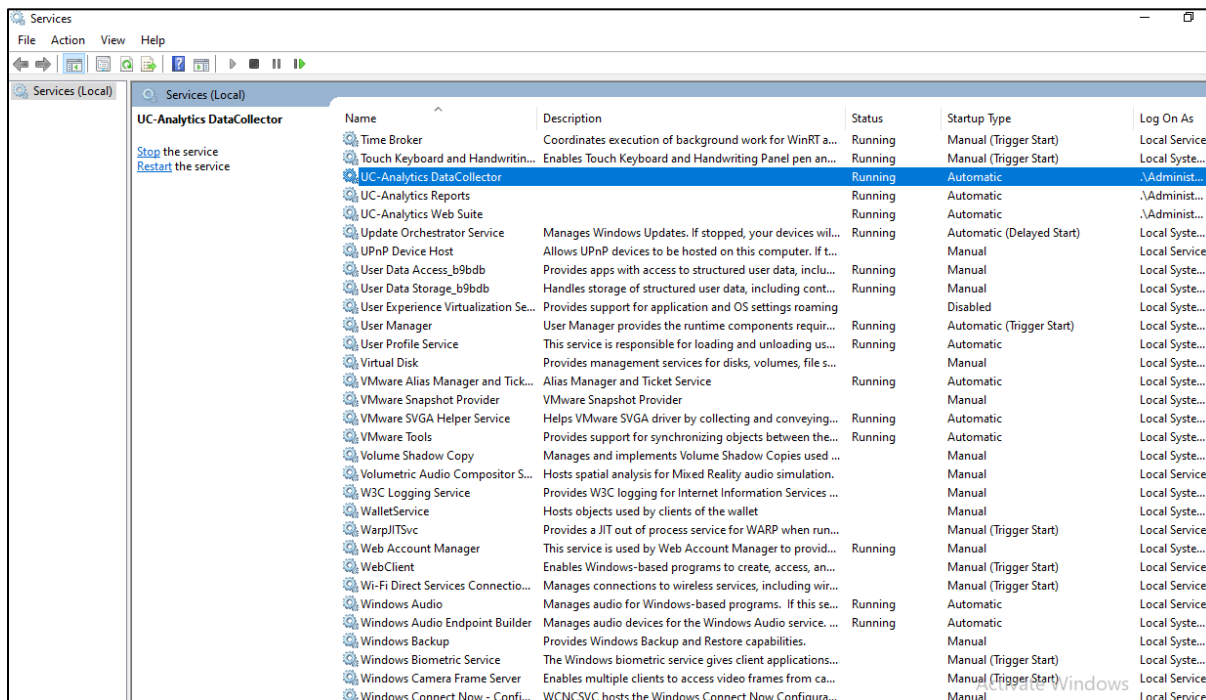 Services
File Action View Help
Services (Local)
Services (Local)
UC-Analytics DataCollector
Stop the service
Restart the service
Name Description Status Startup Type Log On As
Time Broker Coordinates execution of background work for WinRT a... Running Manual (Trigger Start) Local Service
Touch Keyboard and Handwritin... Enables Touch Keyboard and Handwriting Panel pen an... Running Manual (Trigger Start) Local Syste...
UC-Analytics DataCollector Running Automatic .\Administ...
UC-Analytics Reports Running Automatic .\Administ...
UC-Analytics Web Suite Running Automatic .\Administ...
Update Orchestrator Service Manages Windows Updates. If stopped, your devices wil... Running Automatic (Delayed Start) Local Syste...
UPnP Device Host Allows UPnP devices to be hosted on this computer. If t... Manual Local Service
User Data Access_b9bdb Provides apps with access to structured user data, inclu... Running Manual Local Syste...
User Data Storage_b9bdb Handles storage of structured user data, including cont... Running Manual Local Syste...
User Experience Virtualization Se... Provides support for application and OS settings roaming Disabled Local Syste...
User Manager User Manager provides the runtime components requir... Running Automatic (Trigger Start) Local Syste...
User Profile Service This service is responsible for loading and unloading us... Running Automatic Local Syste...
Virtual Disk Provides management services for disks, volumes, file s... Manual Local Syste...
VMware Alias Manager and Tick... Alias Manager and Ticket Service Running Automatic Local Syste...
VMware Snapshot Provider VMware Snapshot Provider Manual Local Syste...
VMware SVGA Helper Service Helps VMware SVGA driver by collecting and conveying... Running Automatic Local Syste...
VMware Tools Provides support for synchronizing objects between the... Running Automatic Local Syste...
Volume Shadow Copy Manages and implements Volume Shadow Copies used ... Manual Local Syste...
Volumetric Audio Compositor S... Hosts spatial analysis for Mixed Reality audio simulation. Manual Local Service
W3C Logging Service Provides W3C logging for Internet Information Services ... Manual Local Syste...
WalletService Hosts objects used by clients of the wallet Manual Local Syste...
WarpJITSvc Provides a JIT out of process service for WARP when run... Manual (Trigger Start) Local Service
Web Account Manager This service is used by Web Account Manager to provid... Running Manual Local Syste...
WebClient Enables Windows-based programs to create, access, an... Manual (Trigger Start) Local Service
Wi-Fi Direct Services Connectio... Manages connections to wireless services, including wir... Manual (Trigger Start) Local Service
Windows Audio Manages audio for Windows-based programs. If this se... Running Automatic Local Service
Windows Audio Endpoint Builder Manages audio devices for the Windows Audio service. ... Running Automatic Local Syste...
Windows Backup Provides Windows Backup and Restore capabilities. Manual Local Syste...
Windows Biometric Service The Windows biometric service gives client applications... Manual (Trigger Start) Local Syste...
Windows Camera Frame Server Enables multiple clients to access video frames from ca... Manual (Trigger Start) Local Service
Activate Windows
Windows Connect Now - Confi... WCNCSVC hosts the Windows Connect Now Configura... Manual Local Service